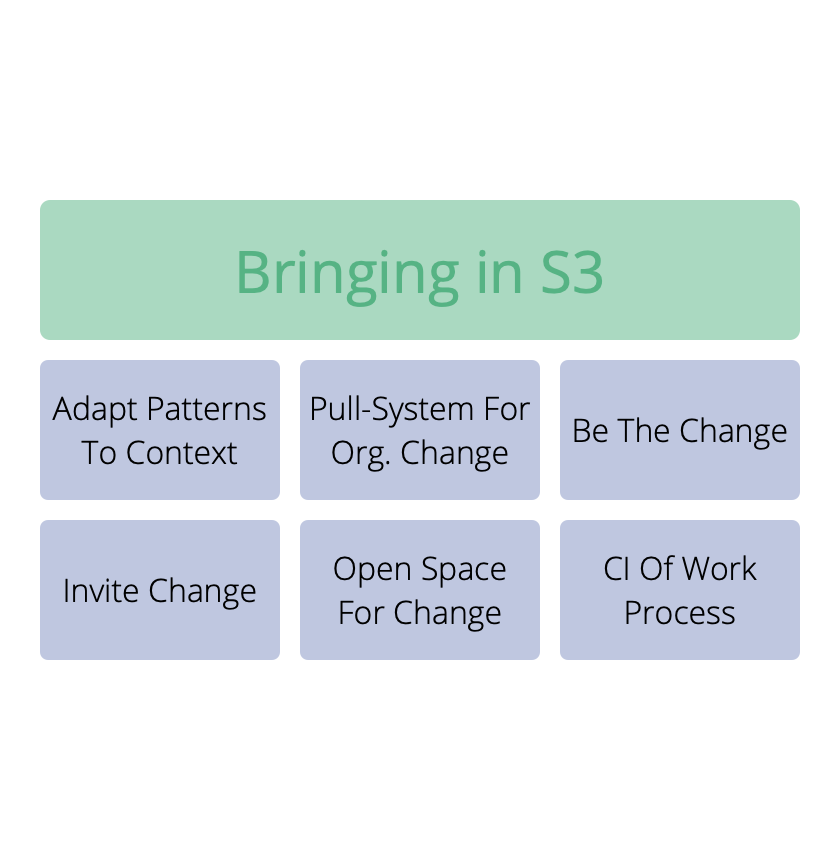 Bringing in S3
Adapt Patterns
To Context
Pull-System For
Org. Change
Be The Change
Invite Change
Open Space
For Change
CI Of Work
Process